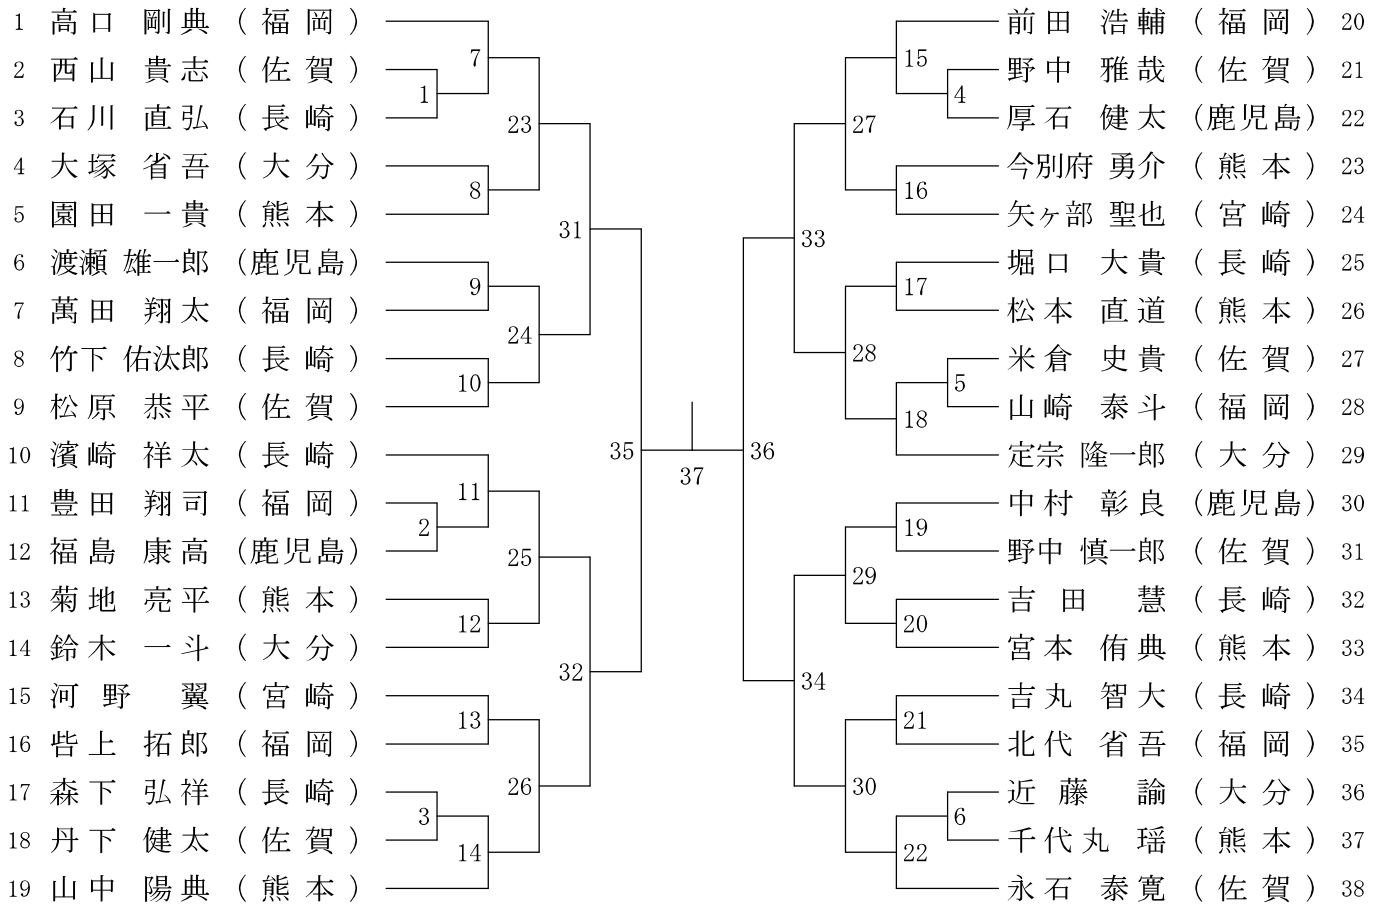 1 高口 剛典 (福岡)
2 西山 貴志 (佐賀)
3 石川 直弘 (長崎)
4 大塚 省吾 (大分)
5 園田 一貴 (熊本)
6 渡瀬 雄一郎 (鹿児島)
7 萬田 翔太 (福岡)
8 竹下 佑汰郎 (長崎)
9 松原 恭平 (佐賀)
10 濱崎 祥太 (長崎)
11 豊田 翔司 (福岡)
12 福島 康高 (鹿児島)
13 菊地 亮平 (熊本)
14 鈴木 一斗 (大分)
15 河野 翼 (宮崎)
16 喾上 拓郎 (福岡)
17 森下 弘祥 (長崎)
18 丹下 健太 (佐賀)
19 山中 陽典 (熊本)
1
2
3
7
8
9
10
11
12
13
14
23
24
25
26
31
32
35
37
36
33
34
27
28
29
30
15
16
17
18
19
20
21
22
4
5
6
前田 浩輔 (福岡) 20
野中 雅哉 (佐賀) 21
厚石 健太 (鹿児島) 22
今別府 勇介 (熊本) 23
矢ヶ部 聖也 (宮崎) 24
堀口 大貴 (長崎) 25
松本 直道 (熊本) 26
米倉 史貴 (佐賀) 27
山崎 泰斗 (福岡) 28
定宗 隆一郎 (大分) 29
中村 彰良 (鹿児島) 30
野中 慎一郎 (佐賀) 31
吉田 慧 (長崎) 32
宮本 侑典 (熊本) 33
吉丸 智大 (長崎) 34
北代 省吾 (福岡) 35
近藤 諭 (大分) 36
千代丸 瑶 (熊本) 37
永石 泰寛 (佐賀) 38